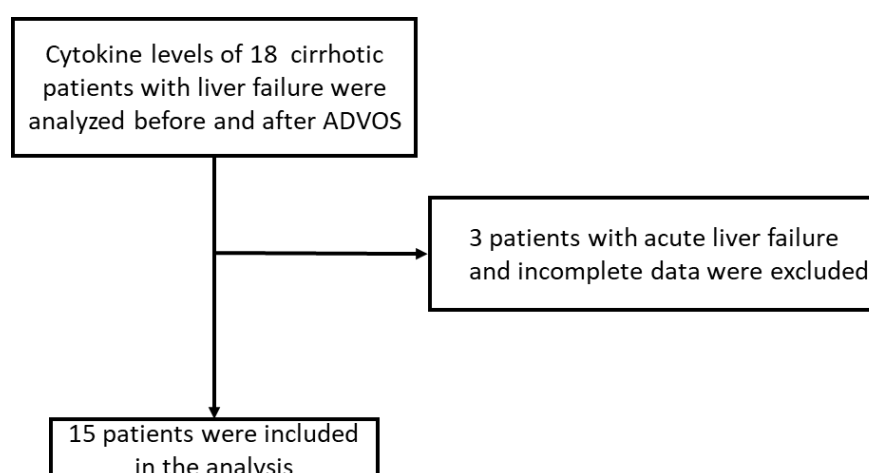 Cytokine levels of 18 cirrhotic
patients with liver failure were
analyzed before and after ADVOS
3 patients with acute liver failure
and incomplete data were excluded
15 patients were included
in the analysis